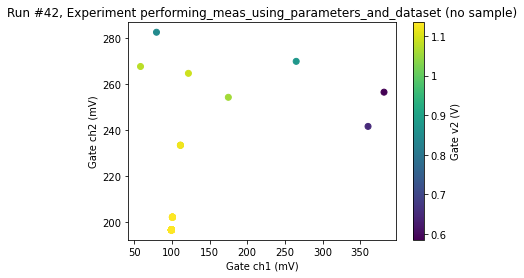 Run #42, Experiment performing_meas_using_parameters_and_dataset (no sample)
280
260
240
220
200
Gate ch2 (mV)
50 100 150 200 250 300 350
Gate ch1 (mV)
1.1
1
0.9
0.8
0.7
0.6
Gate v2 (V)